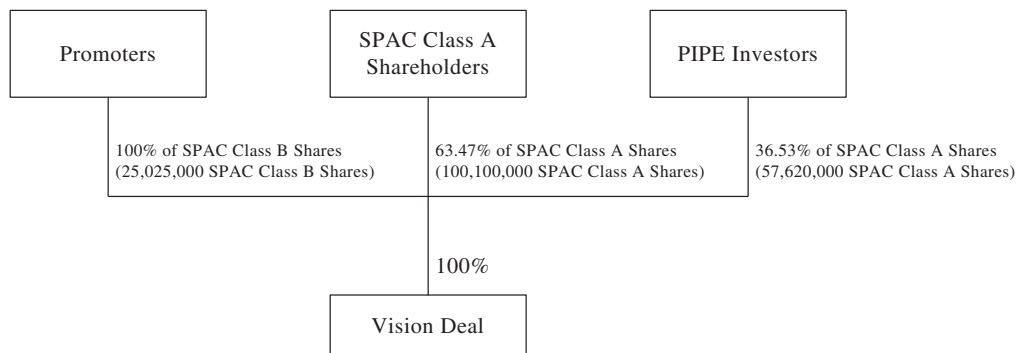 Promoters
SPAC Class A
Shareholders
PIPE Investors
100% of SPAC Class B Shares
(25,025,000 SPAC Class B Shares)
63.47% of SPAC Class A Shares
(100,100,000 SPAC Class A Shares)
36.53% of SPAC Class A Shares
(57,620,000 SPAC Class A Shares)
100%
Vision Deal